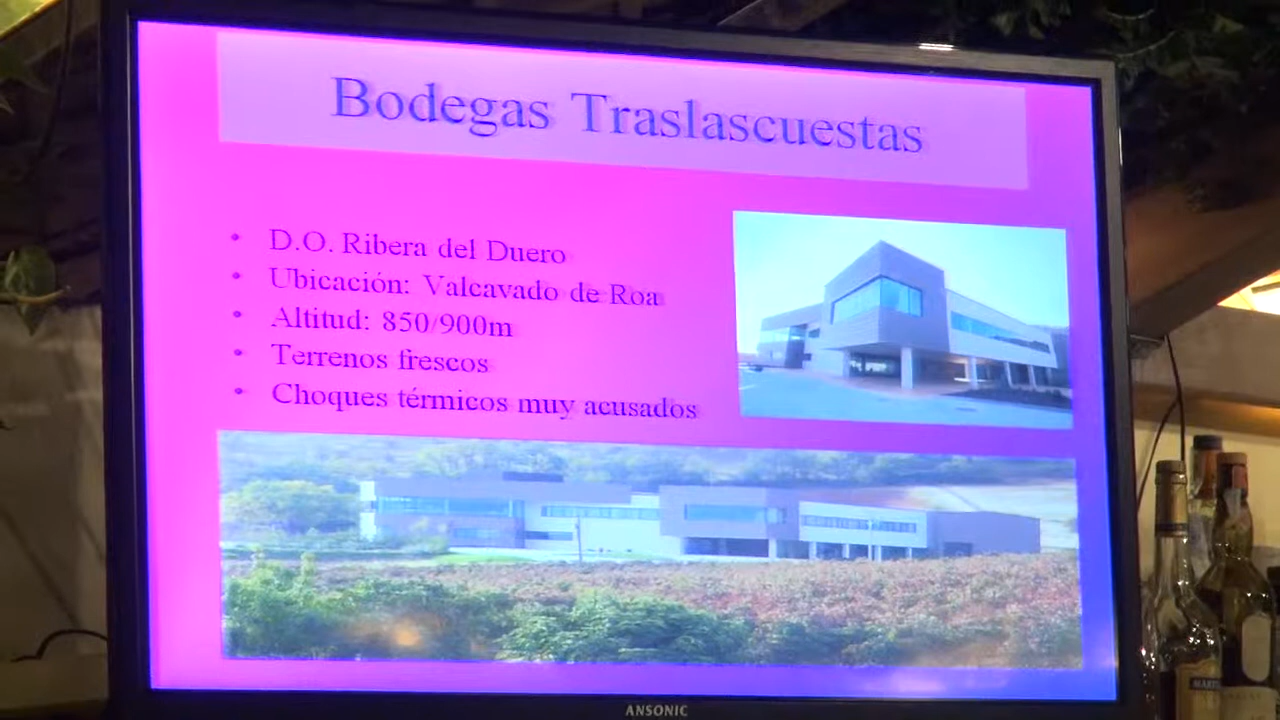 Bodegas Traslascuestas
• D.O. Ribera del Duero
• Ubicación: Valcavado de Roa
• Altitud: 850/900m
• Terrenos frescos
• Choques térmicos muy acusados
ANSONIC